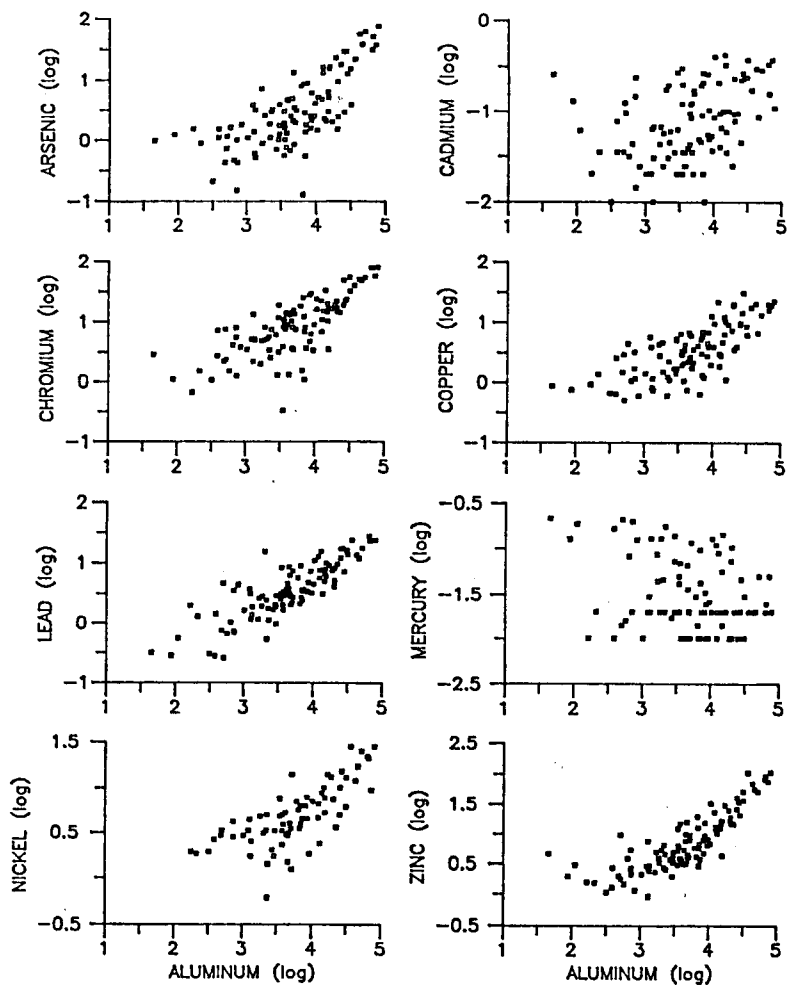 2
1
0
-1
ARSENIC (log)
1 2 3 4 5
0
-1
-2
CADMIUM (log)
1 2 3 4 5
2
1
0
-1
CHROMIUM (log)
1 2 3 4 5
2
1
0
-1
COPPER (log)
1 2 3 4 5
2
1
0
-1
LEAD (log)
1 2 3 4 5
-0.5
-1.5
-2.5
MERCURY (log)
1 2 3 4 5
1.5
0.5
-0.5
NICKEL (log)
1 2 3 4 5
ALUMINUM (log)
2.5
1.5
0.5
-0.5
ZINC (log)
1 2 3 4 5
ALUMINUM (log)